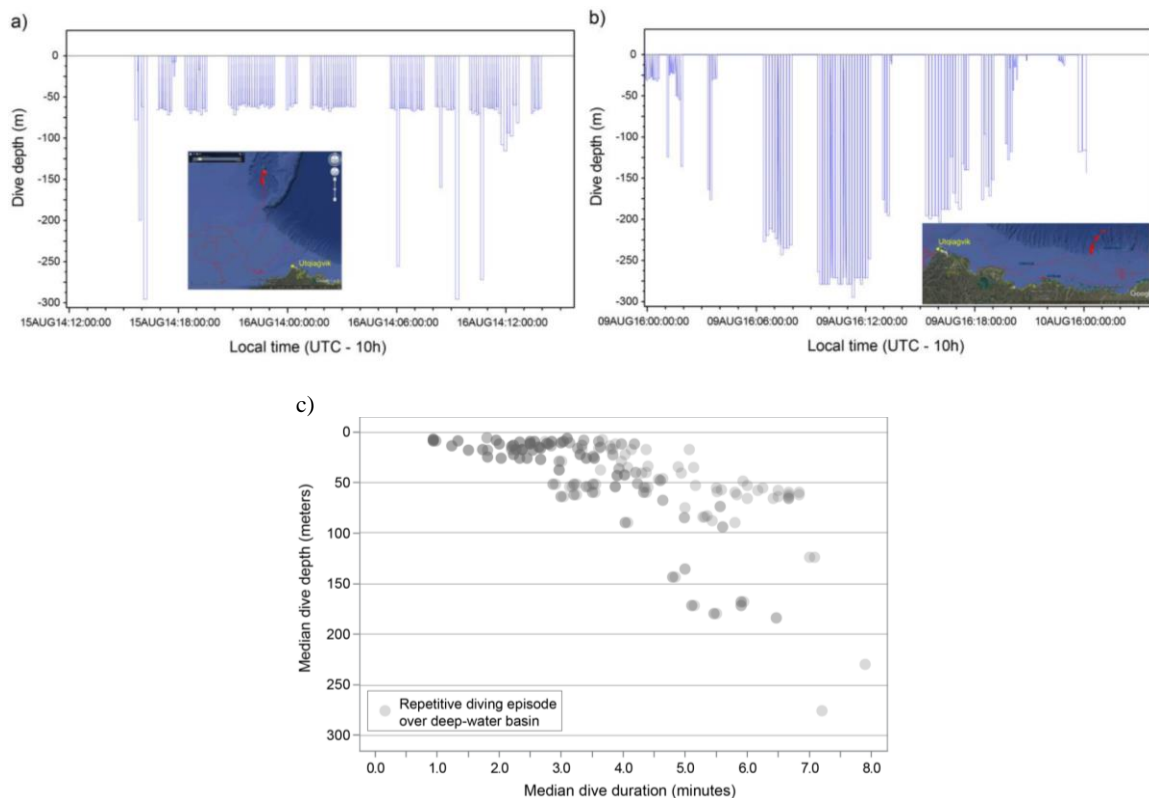 a)
0
-50
-100
-150
-200
-250
-300
Dive depth (m)
Utqiaġvik
15AUG14:12:00:00 15AUG14:18:00:00 16AUG14:00:00:00 16AUG14:06:00:00 16AUG14:12:00:00
Local time (UTC - 10h)
b)
0
-50
-100
-150
-200
-250
-300
Dive depth (m)
Utqiaġvik
09AUG16:00:00:00 09AUG16:06:00:00 09AUG16:12:00:00 09AUG16:18:00:00 10AUG16:00:00:00
Local time (UTC - 10h)
c)
0
50
100
150
200
250
300
Median dive depth (meters)
Repetitive diving episode
over deep-water basin
0.0 1.0 2.0 3.0 4.0 5.0 6.0 7.0 8.0
Median dive duration (minutes)